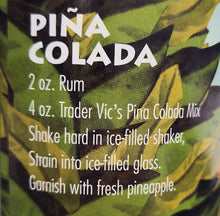 PIÑA
COLADA
2 oz. Rum
4 oz. Trader Vic's Pina Colada Mix
Shake hard in ice-filled shaker,
Strain into ice-filled glass.
Garnish with fresh pineapple.